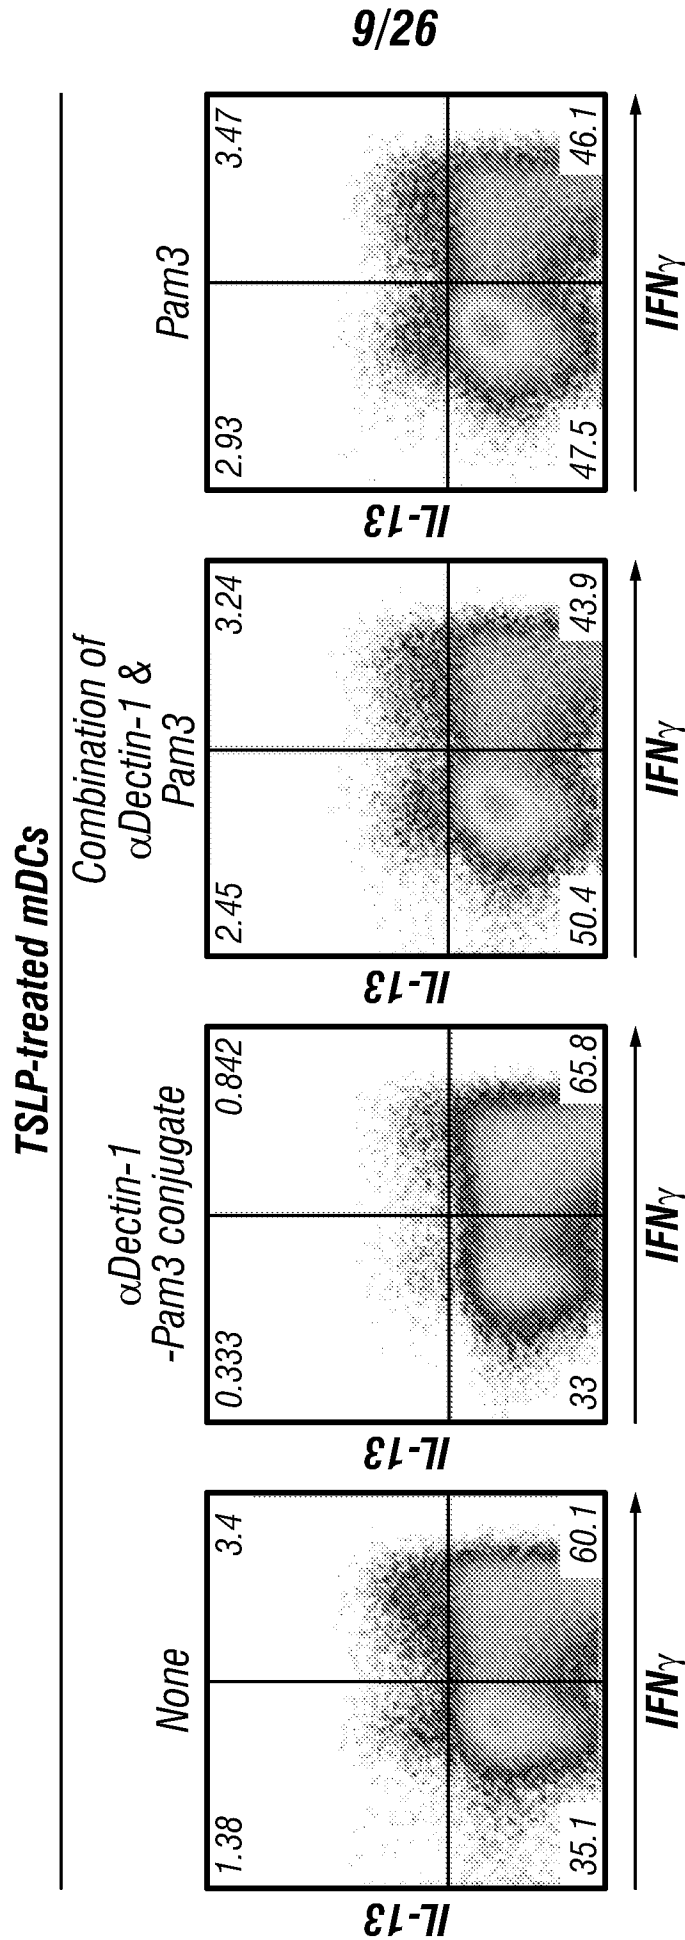 9/26
TSLP-treated mDCs
None
αDectin-1
-Pam3 conjugate
Combination of
αDectin-1 &
Pam3
Pam3
IL-13
1.38
3.4
35.1
60.1
IFNγ
IL-13
0.333
0.842
33
65.8
IFNγ
IL-13
2.45
3.24
50.4
43.9
IFNγ
IL-13
2.93
3.47
47.5
46.1
IFNγ